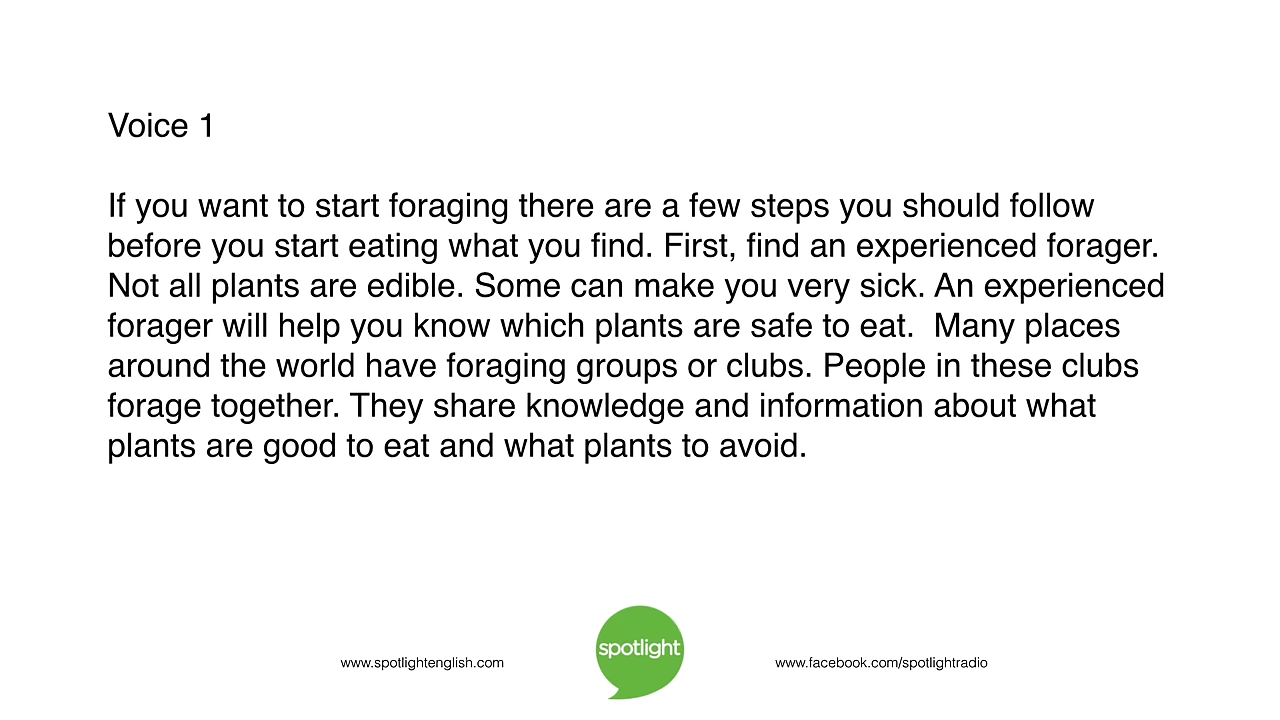 Voice 1
If you want to start foraging there are a few steps you should follow
before you start eating what you find. First, find an experienced forager.
Not all plants are edible. Some can make you very sick. An experienced
forager will help you know which plants are safe to eat.  Many places
around the world have foraging groups or clubs. People in these clubs
forage together. They share knowledge and information about what
plants are good to eat and what plants to avoid.
www.spotlightenglish.com
spotlight
www.facebook.com/spotlightradio